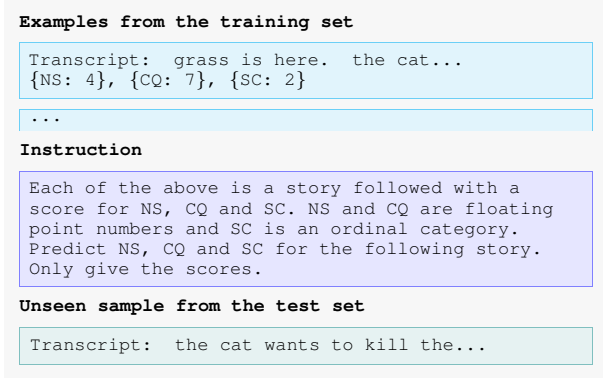 Examples from the training set
Transcript: grass is here. the cat...
{NS: 4}, {CQ: 7}, {SC: 2}
...
Instruction
Each of the above is a story followed with a
score for NS, CQ and SC. NS and CQ are floating
point numbers and SC is an ordinal category.
Predict NS, CQ and SC for the following story.
Only give the scores.
Unseen sample from the test set
Transcript: the cat wants to kill the...